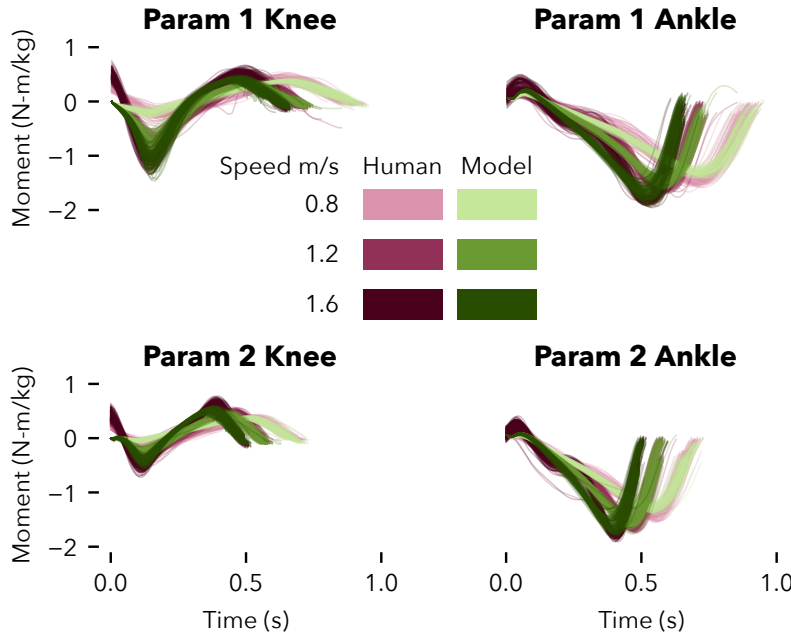 Param 1 Knee
Param 1 Ankle
Moment (N-m/kg)
1
0
−1
−2
Speed m/s Human Model
0.8
1.2
1.6
Param 2 Knee
Param 2 Ankle
Moment (N-m/kg)
1
0
−1
−2
0.0 0.5 1.0
0.0 0.5 1.0
Time (s)
Time (s)